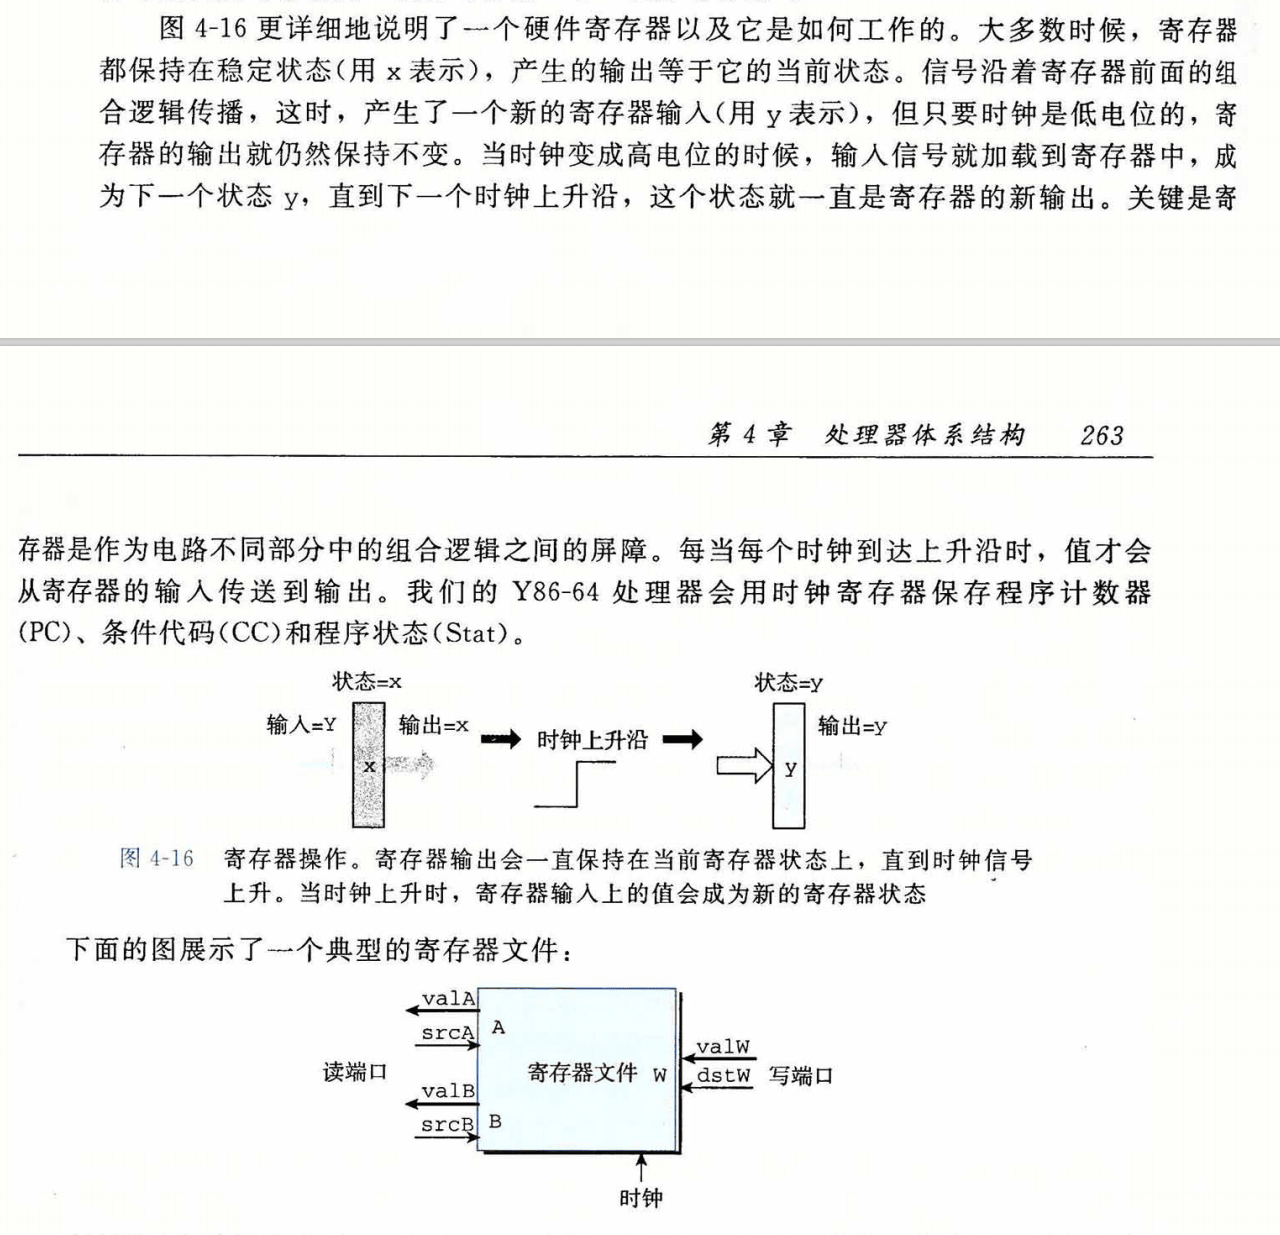 图 4-16 更详细地说明了一个硬件寄存器以及它是如何工作的。大多数时候，寄存器
都保持在稳定状态(用 x 表示)，产生的输出等于它的当前状态。信号沿着寄存器前面的组
合逻辑传播，这时，产生了一个新的寄存器输入(用 y 表示)，但只要时钟是低电位的，寄
存器的输出就仍然保持不变。当时钟变成高电位的时候，输入信号就加载到寄存器中，成
为下一个状态 y，直到下一个时钟上升沿，这个状态就一直是寄存器的新输出。关键是寄
第 4 章 处理器体系结构 263
存器是作为电路不同部分中的组合逻辑之间的屏障。每当每个时钟到达上升沿时，值才会
从寄存器的输入传送到输出。我们的 Y86-64 处理器会用时钟寄存器保存程序计数器
(PC)、条件代码(CC)和程序状态(Stat)。
状态=x
状态=y
输入=Y
输出=x
时钟上升沿
输出=y
x
y
图 4-16 寄存器操作。寄存器输出会一直保持在当前寄存器状态上，直到时钟信号
上升。当时钟上升时，寄存器输入上的值会成为新的寄存器状态
下面的图展示了一个典型的寄存器文件：
valA
A
srcA
读端口
寄存器文件
W
valW
dstW
写端口
valB
srcB
B
时钟